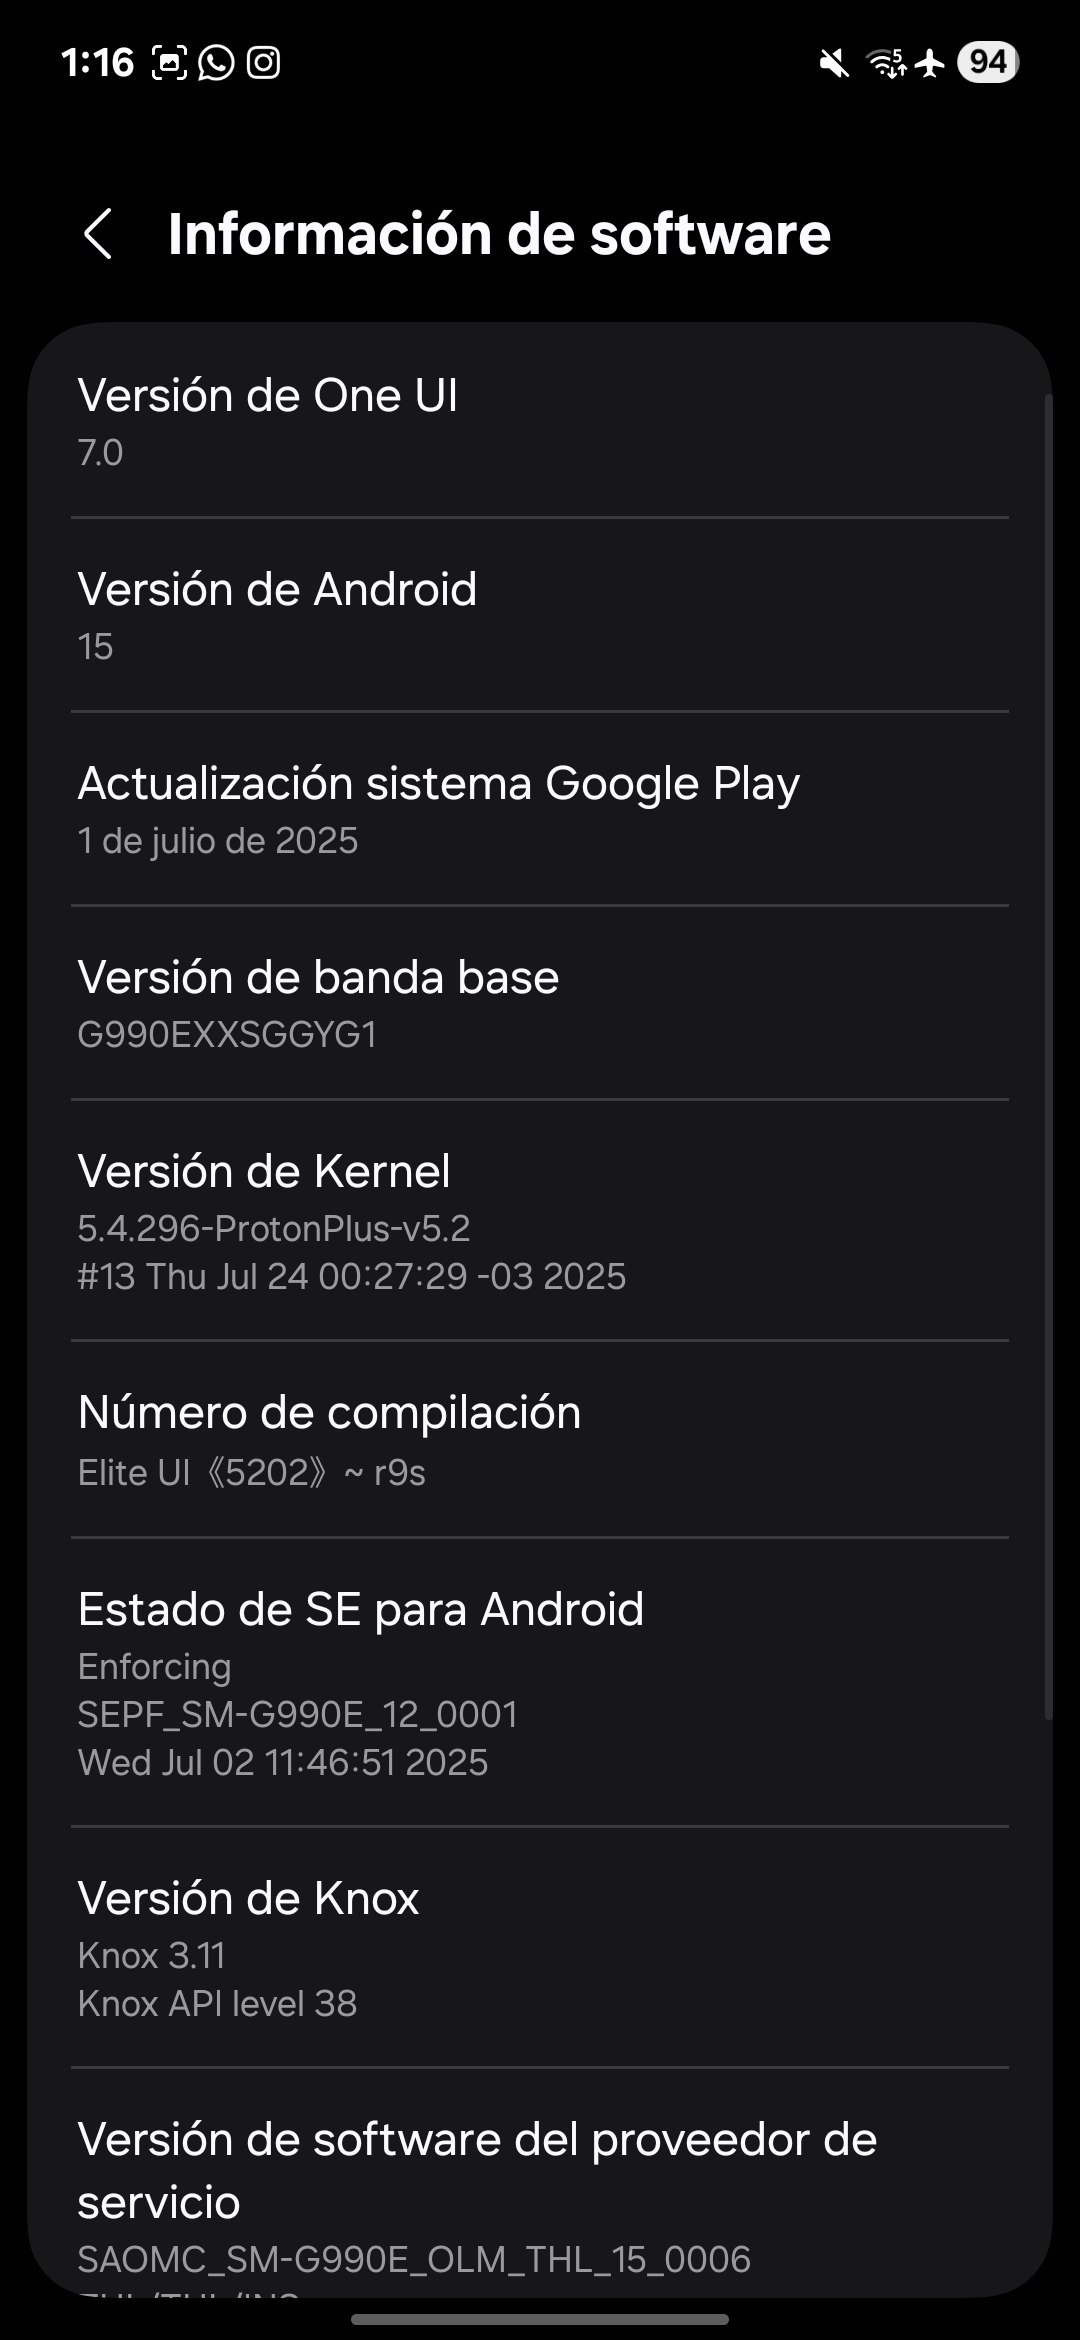 1:16
5
94
Información de software
Versión de One UI
7.0
Versión de Android
15
Actualización sistema Google Play
1 de julio de 2025
Versión de banda base
G990EXXSGGYG1
Versión de Kernel
5.4.296-ProtonPlus-v5.2
#13 Thu Jul 24 00:27:29 -03 2025
Número de compilación
Elite UI《5202》~ r9s
Estado de SE para Android
Enforcing
SEPF_SM-G990E_12_0001
Wed Jul 02 11:46:51 2025
Versión de Knox
Knox 3.11
Knox API level 38
Versión de software del proveedor de
servicio
SAOMC_SM-G990E_OLM_THL_15_0006